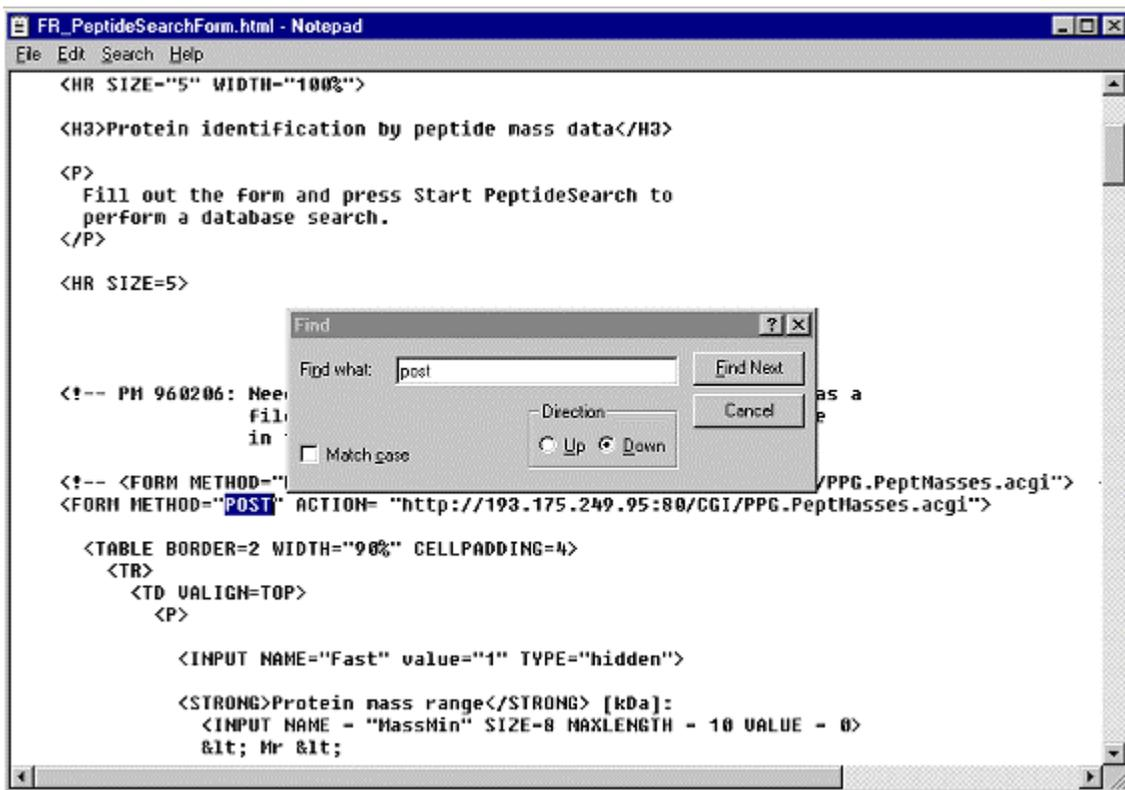 FR_PeptideSearchForm.html - Notepad
File Edit Search Help
<HR SIZE="5" WIDTH="100%">
<H3>Protein identification by peptide mass data</H3>
<P>
Fill out the form and press Start PeptideSearch to
perform a database search.
</P>
<HR SIZE=5>
Find
Find what: post Find Next
<!-- PM 960206: Nee as a
Direction Cancel
fil e
in
Up Down
Match case
<!-- <FORM METHOD=" /PPG.PeptMasses.acgi">
<FORM METHOD="POST" ACTION= "http://193.175.249.95:80/CGI/PPG.PeptMasses.acgi">
<TABLE BORDER=2 WIDTH="90%" CELLPADDING=4>
<TR>
<TD VALIGN=TOP>
<P>
<INPUT NAME="Fast" value="1" TYPE="hidden">
<STRONG>Protein mass range</STRONG> [kDa]:
<INPUT NAME = "MassMin" SIZE=8 MAXLENGTH = 10 VALUE = 0>
&lt; Mr &lt;